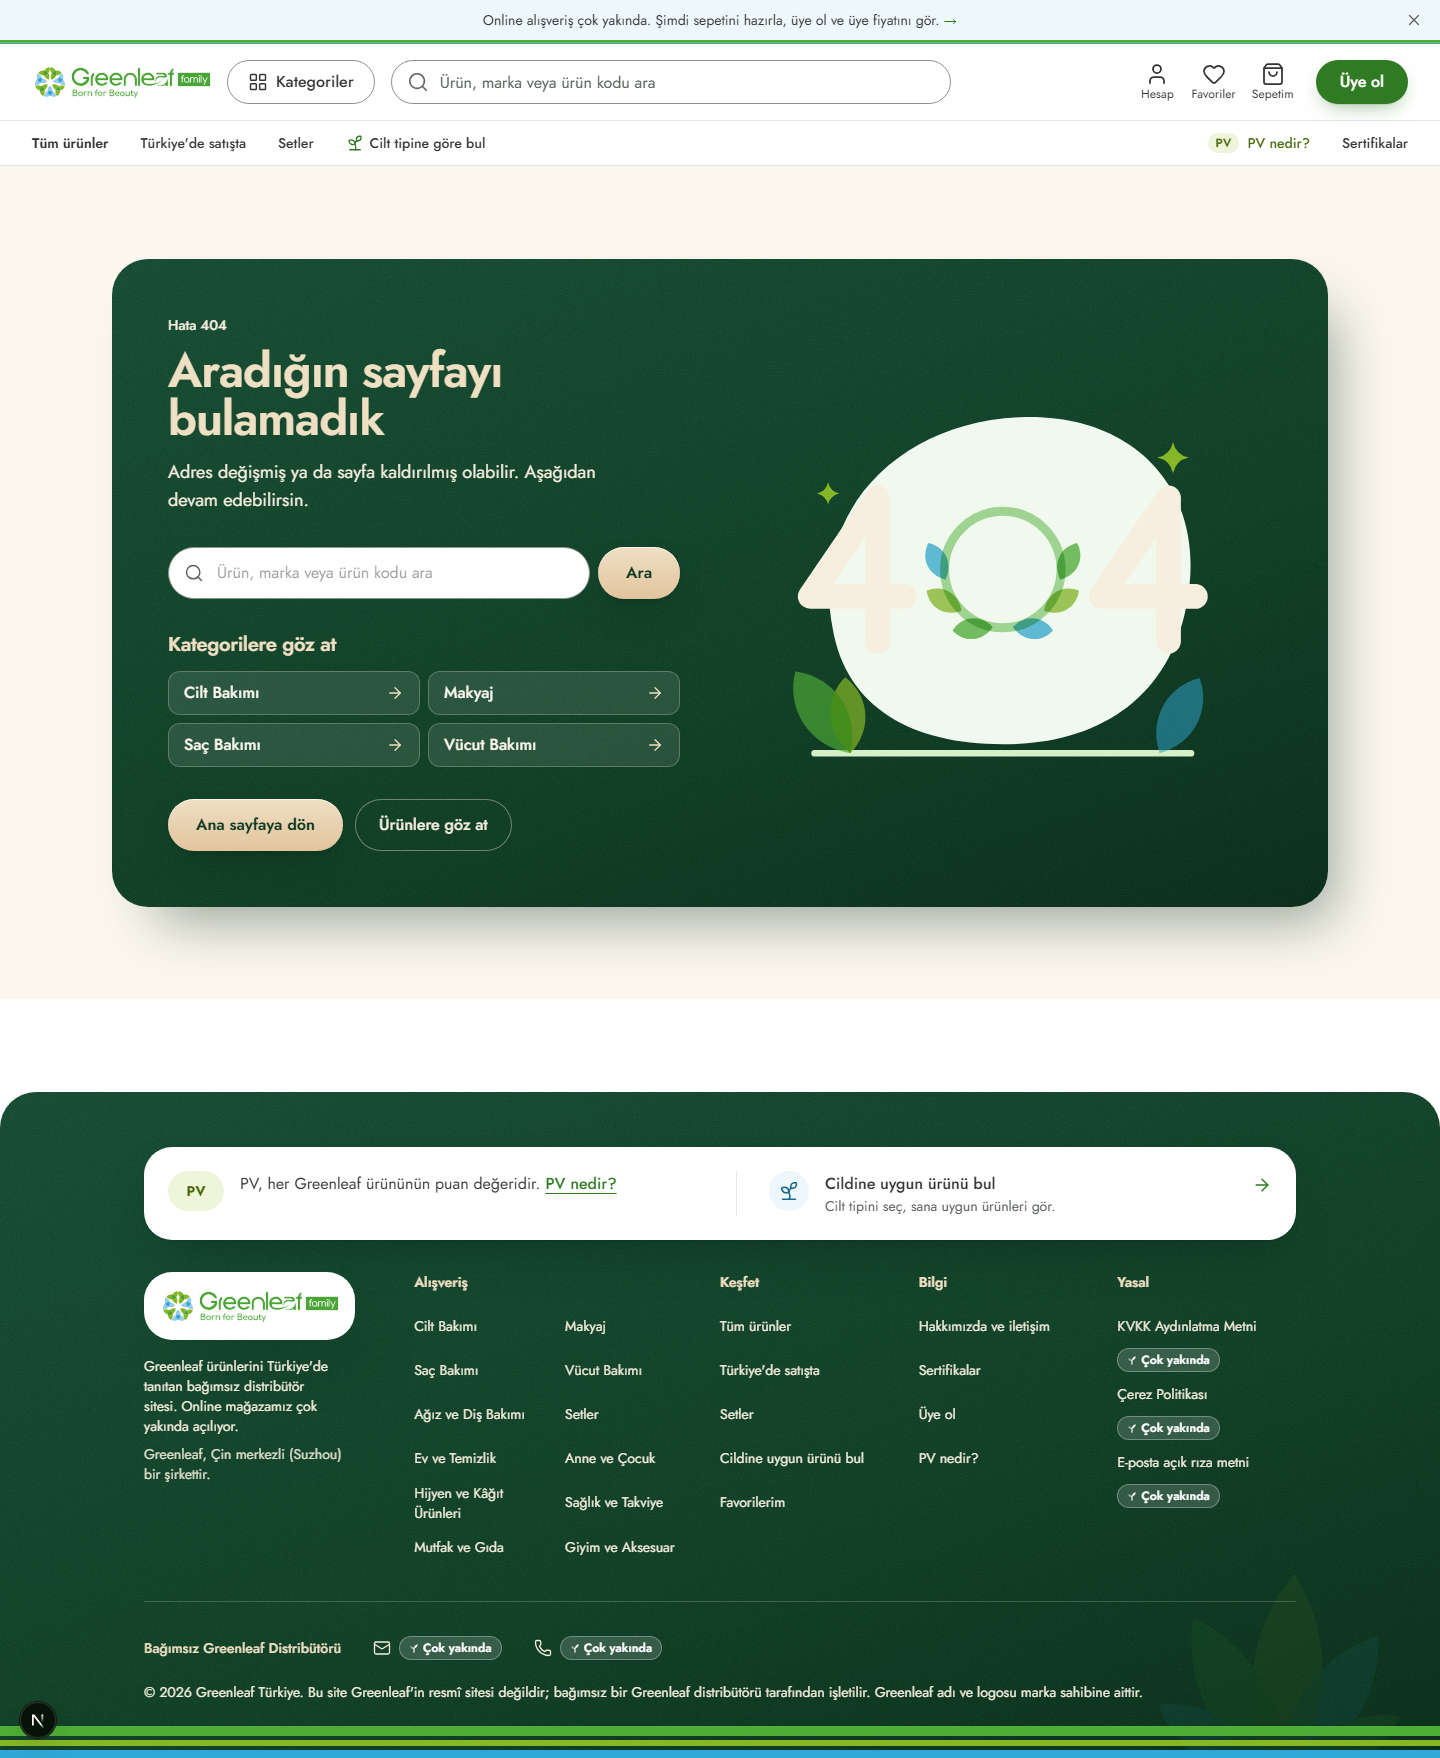 Online alışveriş çok yakında. Şimdi sepetini hazırla, üye ol ve üye fiyatını gör. →
Greenleaf family
Born for Beauty
Kategoriler
Ürün, marka veya ürün kodu ara
Hesap
Favoriler
Sepetim
Üye ol
Tüm ürünler
Türkiye'de satışta
Setler
Cilt tipine göre bul
PV
PV nedir?
Sertifikalar
Hata 404
Aradığın sayfayı
bulamadık
Adres değişmiş ya da sayfa kaldırılmış olabilir. Aşağıdan
devam edebilirsin.
Ürün, marka veya ürün kodu ara
Ara
Kategorilere göz at
Cilt Bakımı
Makyaj
Saç Bakımı
Vücut Bakımı
Ana sayfaya dön
Ürünlere göz at
404
PV
PV, her Greenleaf ürününün puan değeridir. PV nedir?
Cildine uygun ürünü bul
Cilt tipini seç, sana uygun ürünleri gör.
Greenleaf family
Born for Beauty
Greenleaf ürünlerini Türkiye'de
tanıtan bağımsız distribütör
sitesi. Online mağazamız çok
yakında açılıyor.
Greenleaf, Çin merkezli (Suzhou)
bir şirkettir.
Alışveriş
Cilt Bakımı
Makyaj
Saç Bakımı
Vücut Bakımı
Ağız ve Diş Bakımı
Setler
Ev ve Temizlik
Anne ve Çocuk
Hijyen ve Kâğıt
Ürünleri
Sağlık ve Takviye
Mutfak ve Gıda
Giyim ve Aksesuar
Keşfet
Tüm ürünler
Türkiye'de satışta
Setler
Cildine uygun ürünü bul
Favorilerim
Bilgi
Hakkımızda ve iletişim
Sertifikalar
Üye ol
PV nedir?
Yasal
KVKK Aydınlatma Metni
Çok yakında
Çerez Politikası
Çok yakında
E-posta açık rıza metni
Çok yakında
Bağımsız Greenleaf Distribütörü
Çok yakında
Çok yakında
© 2026 Greenleaf Türkiye. Bu site Greenleaf'in resmî sitesi değildir; bağımsız bir Greenleaf distribütörü tarafından işletilir. Greenleaf adı ve logosu marka sahibine aittir.
N